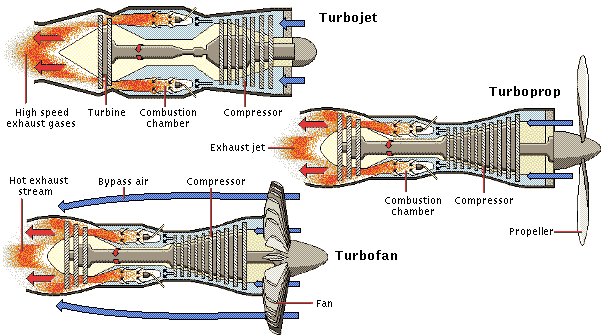 Turbojet
High speed
exhaust gases
Turbine
Combustion
chamber
Compressor
Turboprop
Exhaust jet
Combustion
chamber
Compressor
Propeller
Hot exhaust
stream
Bypass air
Compressor
Turbofan
Fan